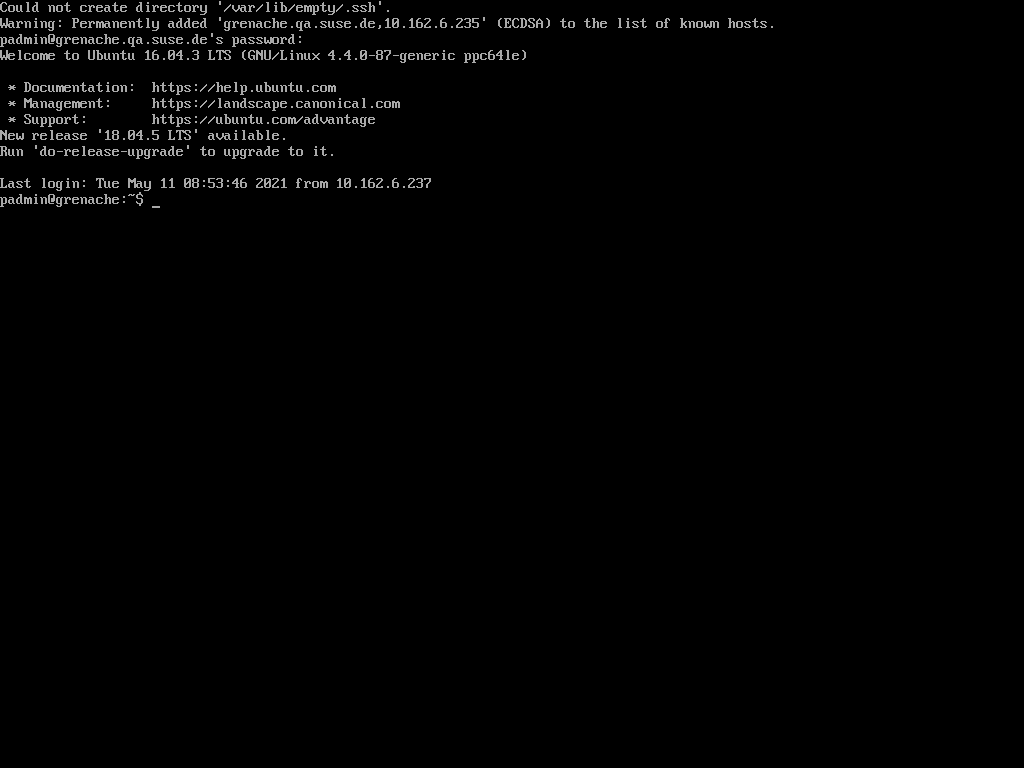 Could not create directory '/var/lib/empty/.ssh'.
Warning: Permanently added 'grenache.qa.suse.de,10.162.6.235' (ECDSA) to the list of known hosts.
padmin@grenache.qa.suse.de's password:
Welcome to Ubuntu 16.04.3 LTS (GNU/Linux 4.4.0-87-generic ppc64le)

 * Documentation:  https://help.ubuntu.com
 * Management:     https://landscape.canonical.com
 * Support:        https://ubuntu.com/advantage
New release '18.04.5 LTS' available.
Run 'do-release-upgrade' to upgrade to it.

Last login: Tue May 11 08:53:46 2021 from 10.162.6.237
padmin@grenache:~$ _